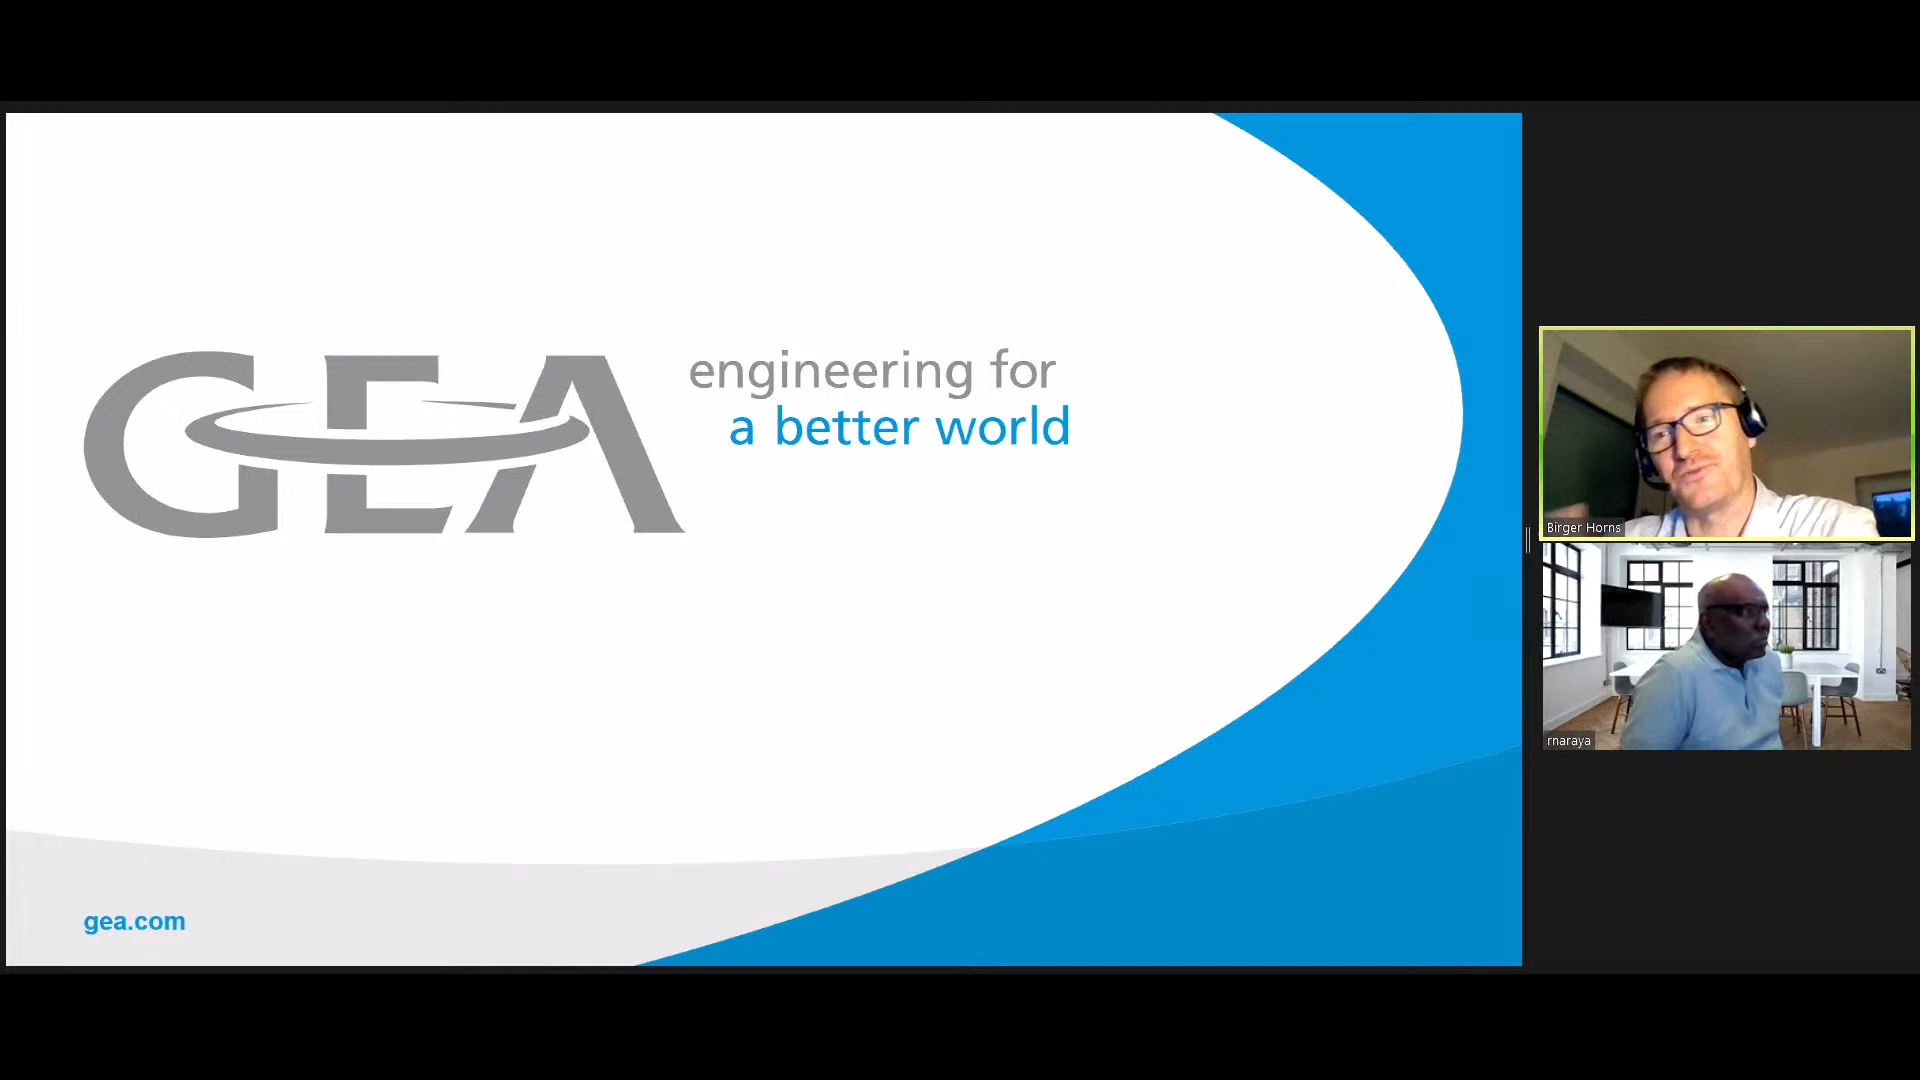 GEA
engineering for
a better world
gea.com
Birger Horns
rnaraya